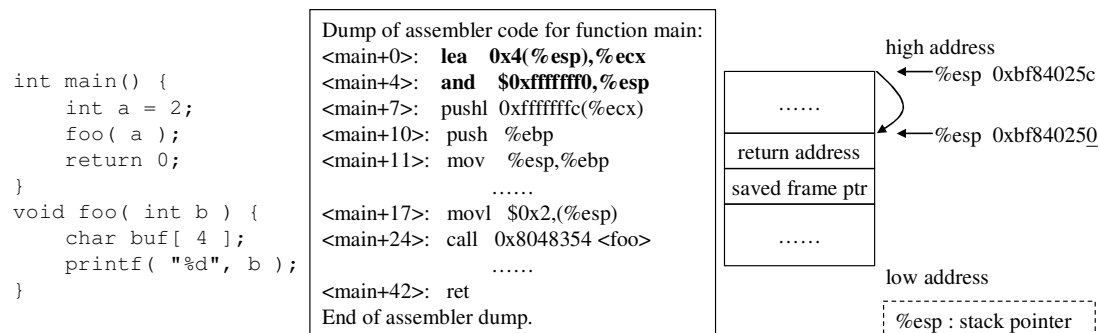 int main() {
int a = 2;
foo( a );
return 0;
}
void foo( int b ) {
char buf[ 4 ];
printf( "%d", b );
}
Dump of assembler code for function main:
<main+0>: lea 0x4(%esp),%ecx
<main+4>: and $0xfffffff0,%esp
<main+7>: pushl 0xfffffffc(%ecx)
<main+10>: push %ebp
<main+11>: mov %esp,%ebp
……
<main+17>: movl $0x2,(%esp)
<main+24>: call 0x8048354 <foo>
……
<main+42>: ret
End of assembler dump.
high address
%esp 0xbf84025c
……
%esp 0xbf840250
return address
saved frame ptr
……
low address
%esp : stack pointer